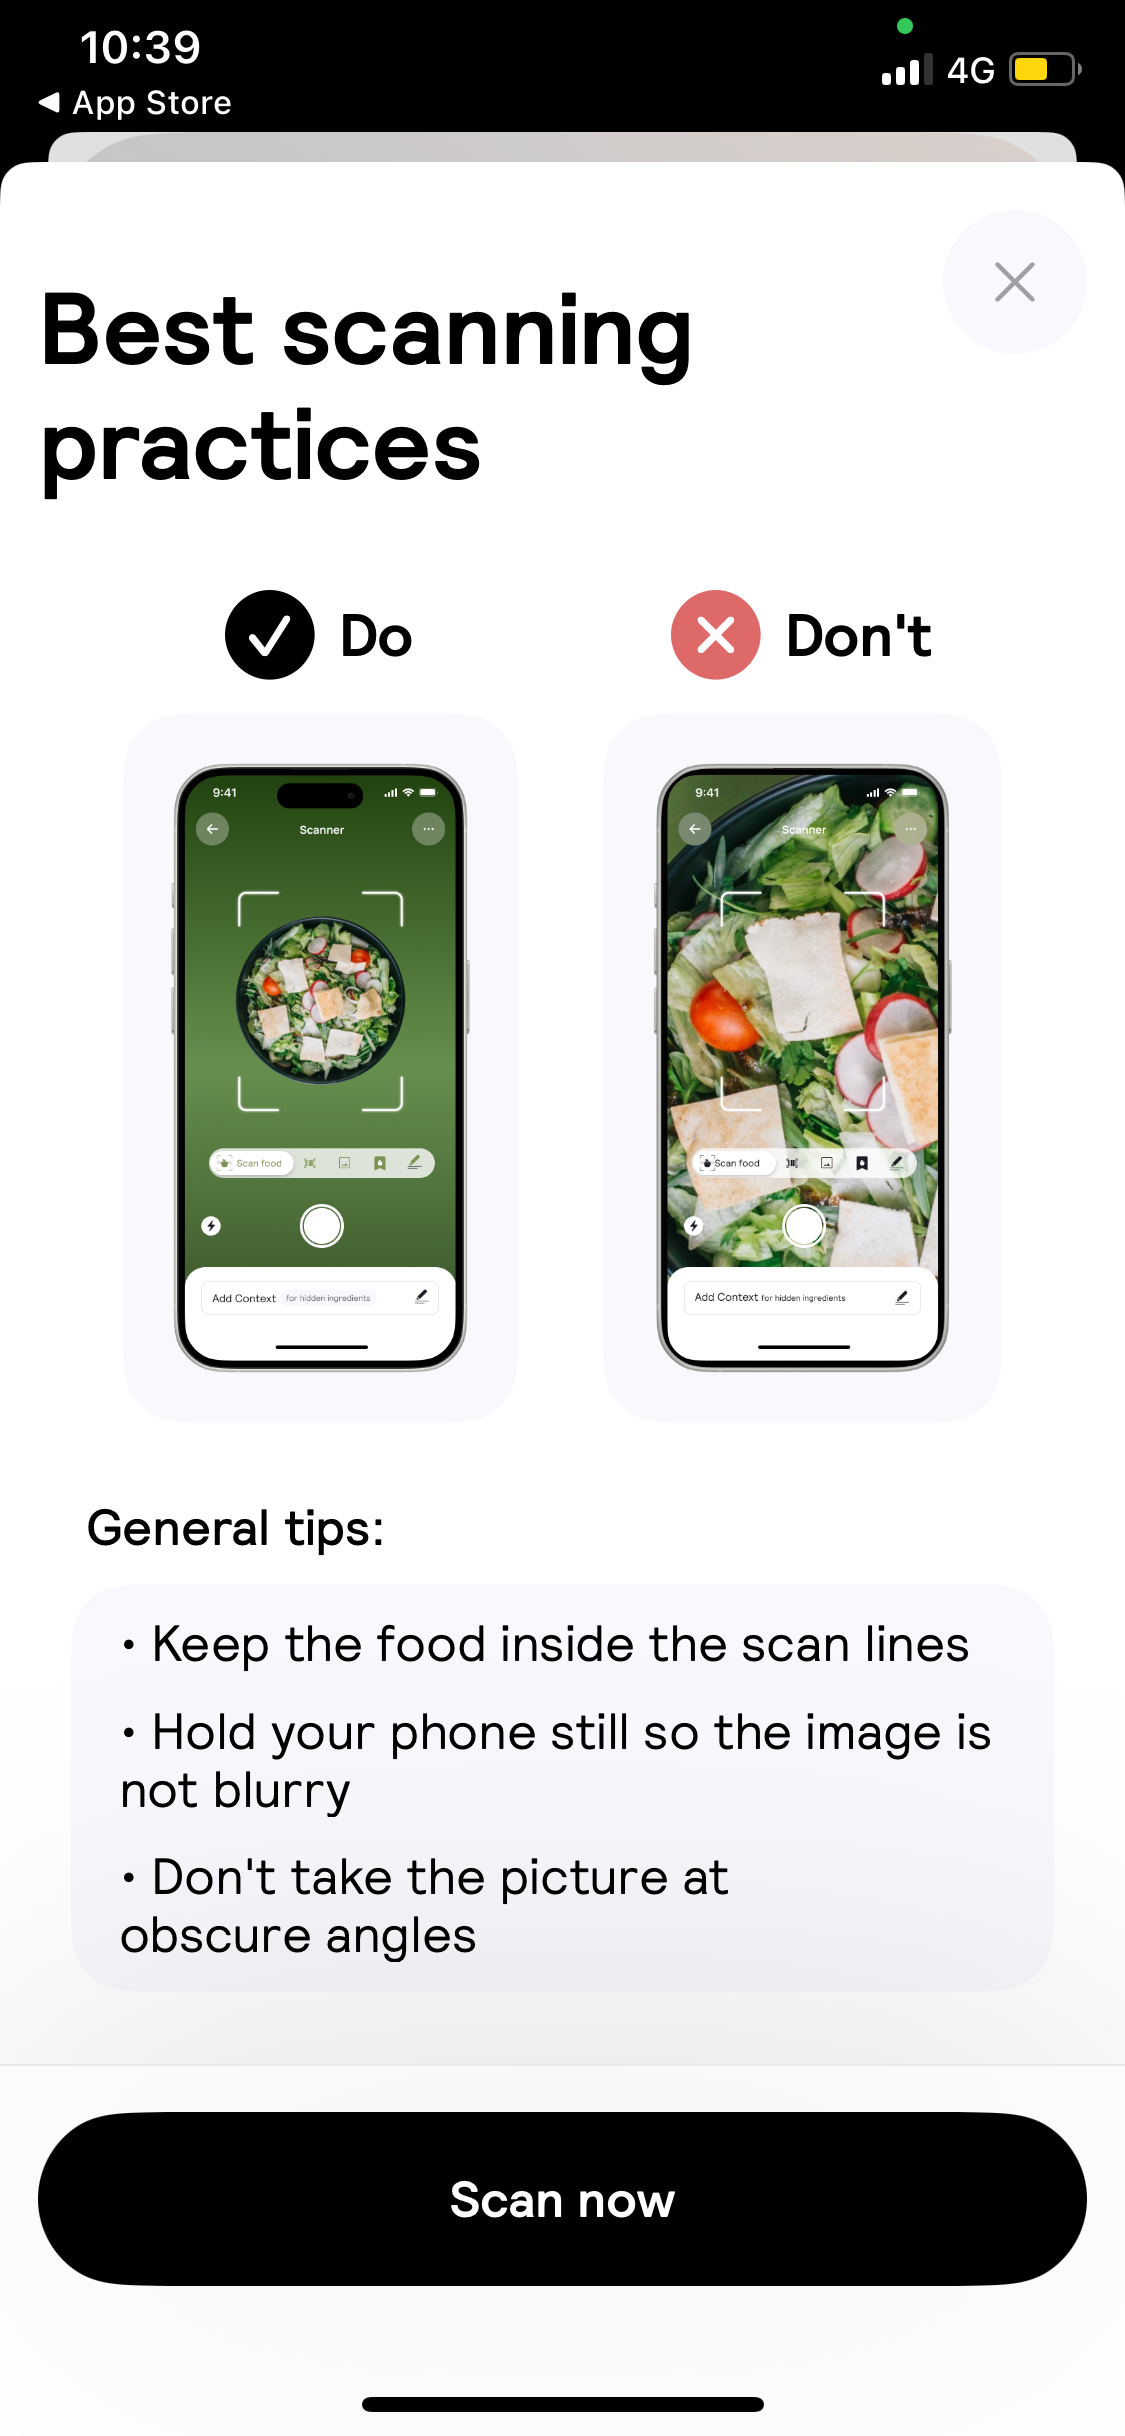 10:39
4G
App Store
Best scanning
practices
Do
Don't
9:41
Scanner
Scan food
Add Context for hidden ingredients
9:41
Scanner
Scan food
Add Context for hidden ingredients
General tips:
• Keep the food inside the scan lines
• Hold your phone still so the image is
not blurry
• Don't take the picture at
obscure angles
Scan now